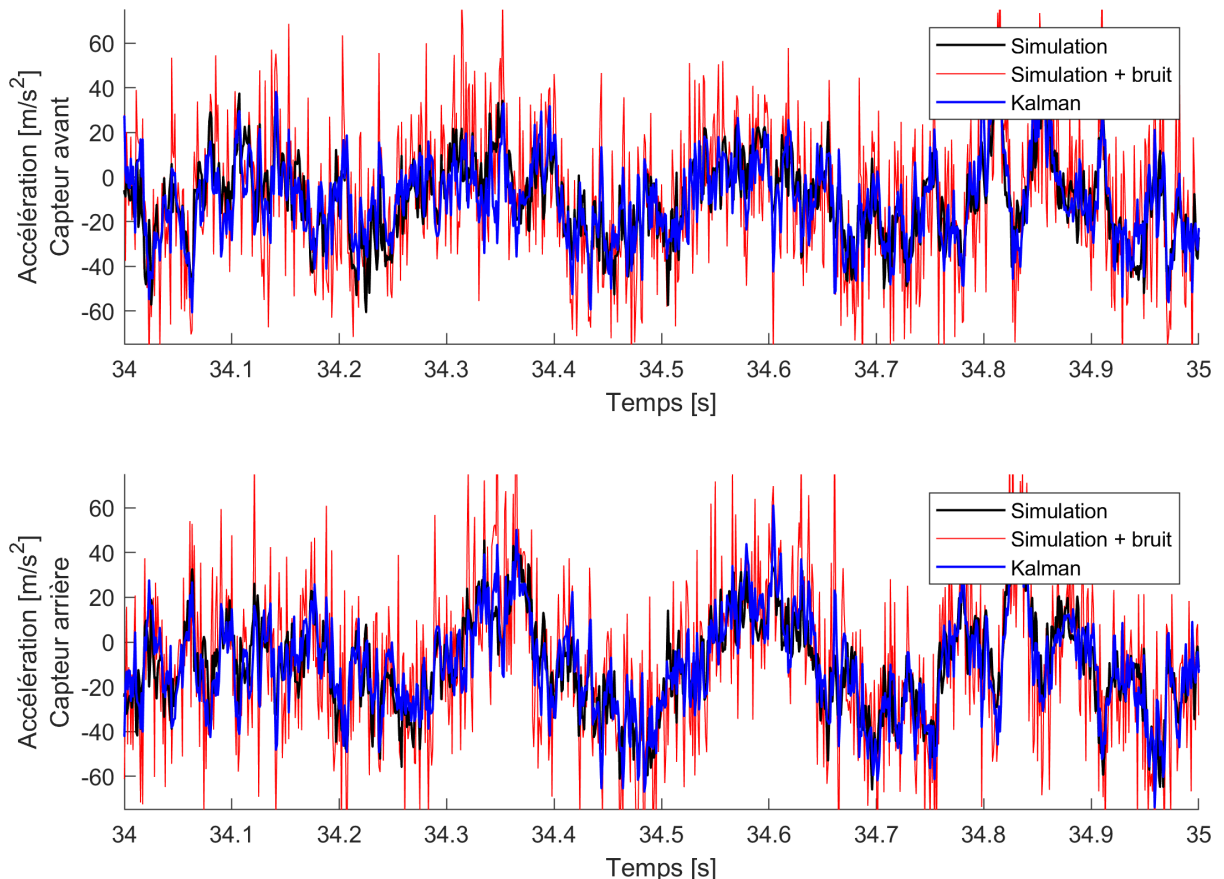 Accélération [m/s²]
Capteur avant
60
40
20
0
-20
-40
-60
Simulation
Simulation + bruit
Kalman
34 34.1 34.2 34.3 34.4 34.5 34.6 34.7 34.8 34.9 35
Temps [s]
Accélération [m/s²]
Capteur arrière
60
40
20
0
-20
-40
-60
Simulation
Simulation + bruit
Kalman
34 34.1 34.2 34.3 34.4 34.5 34.6 34.7 34.8 34.9 35
Temps [s]